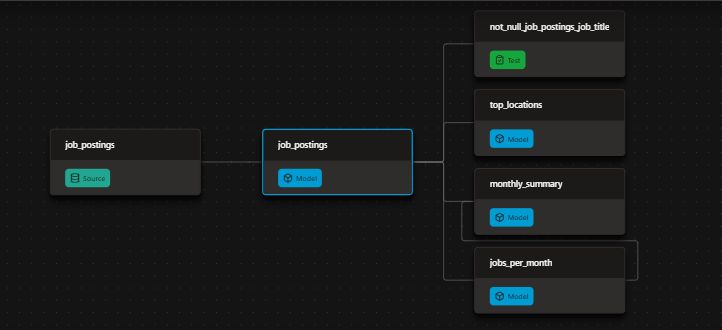 job_postings
Source
job_postings
Model
not_null_job_postings_job_title
Test
top_locations
Model
monthly_summary
Model
jobs_per_month
Model